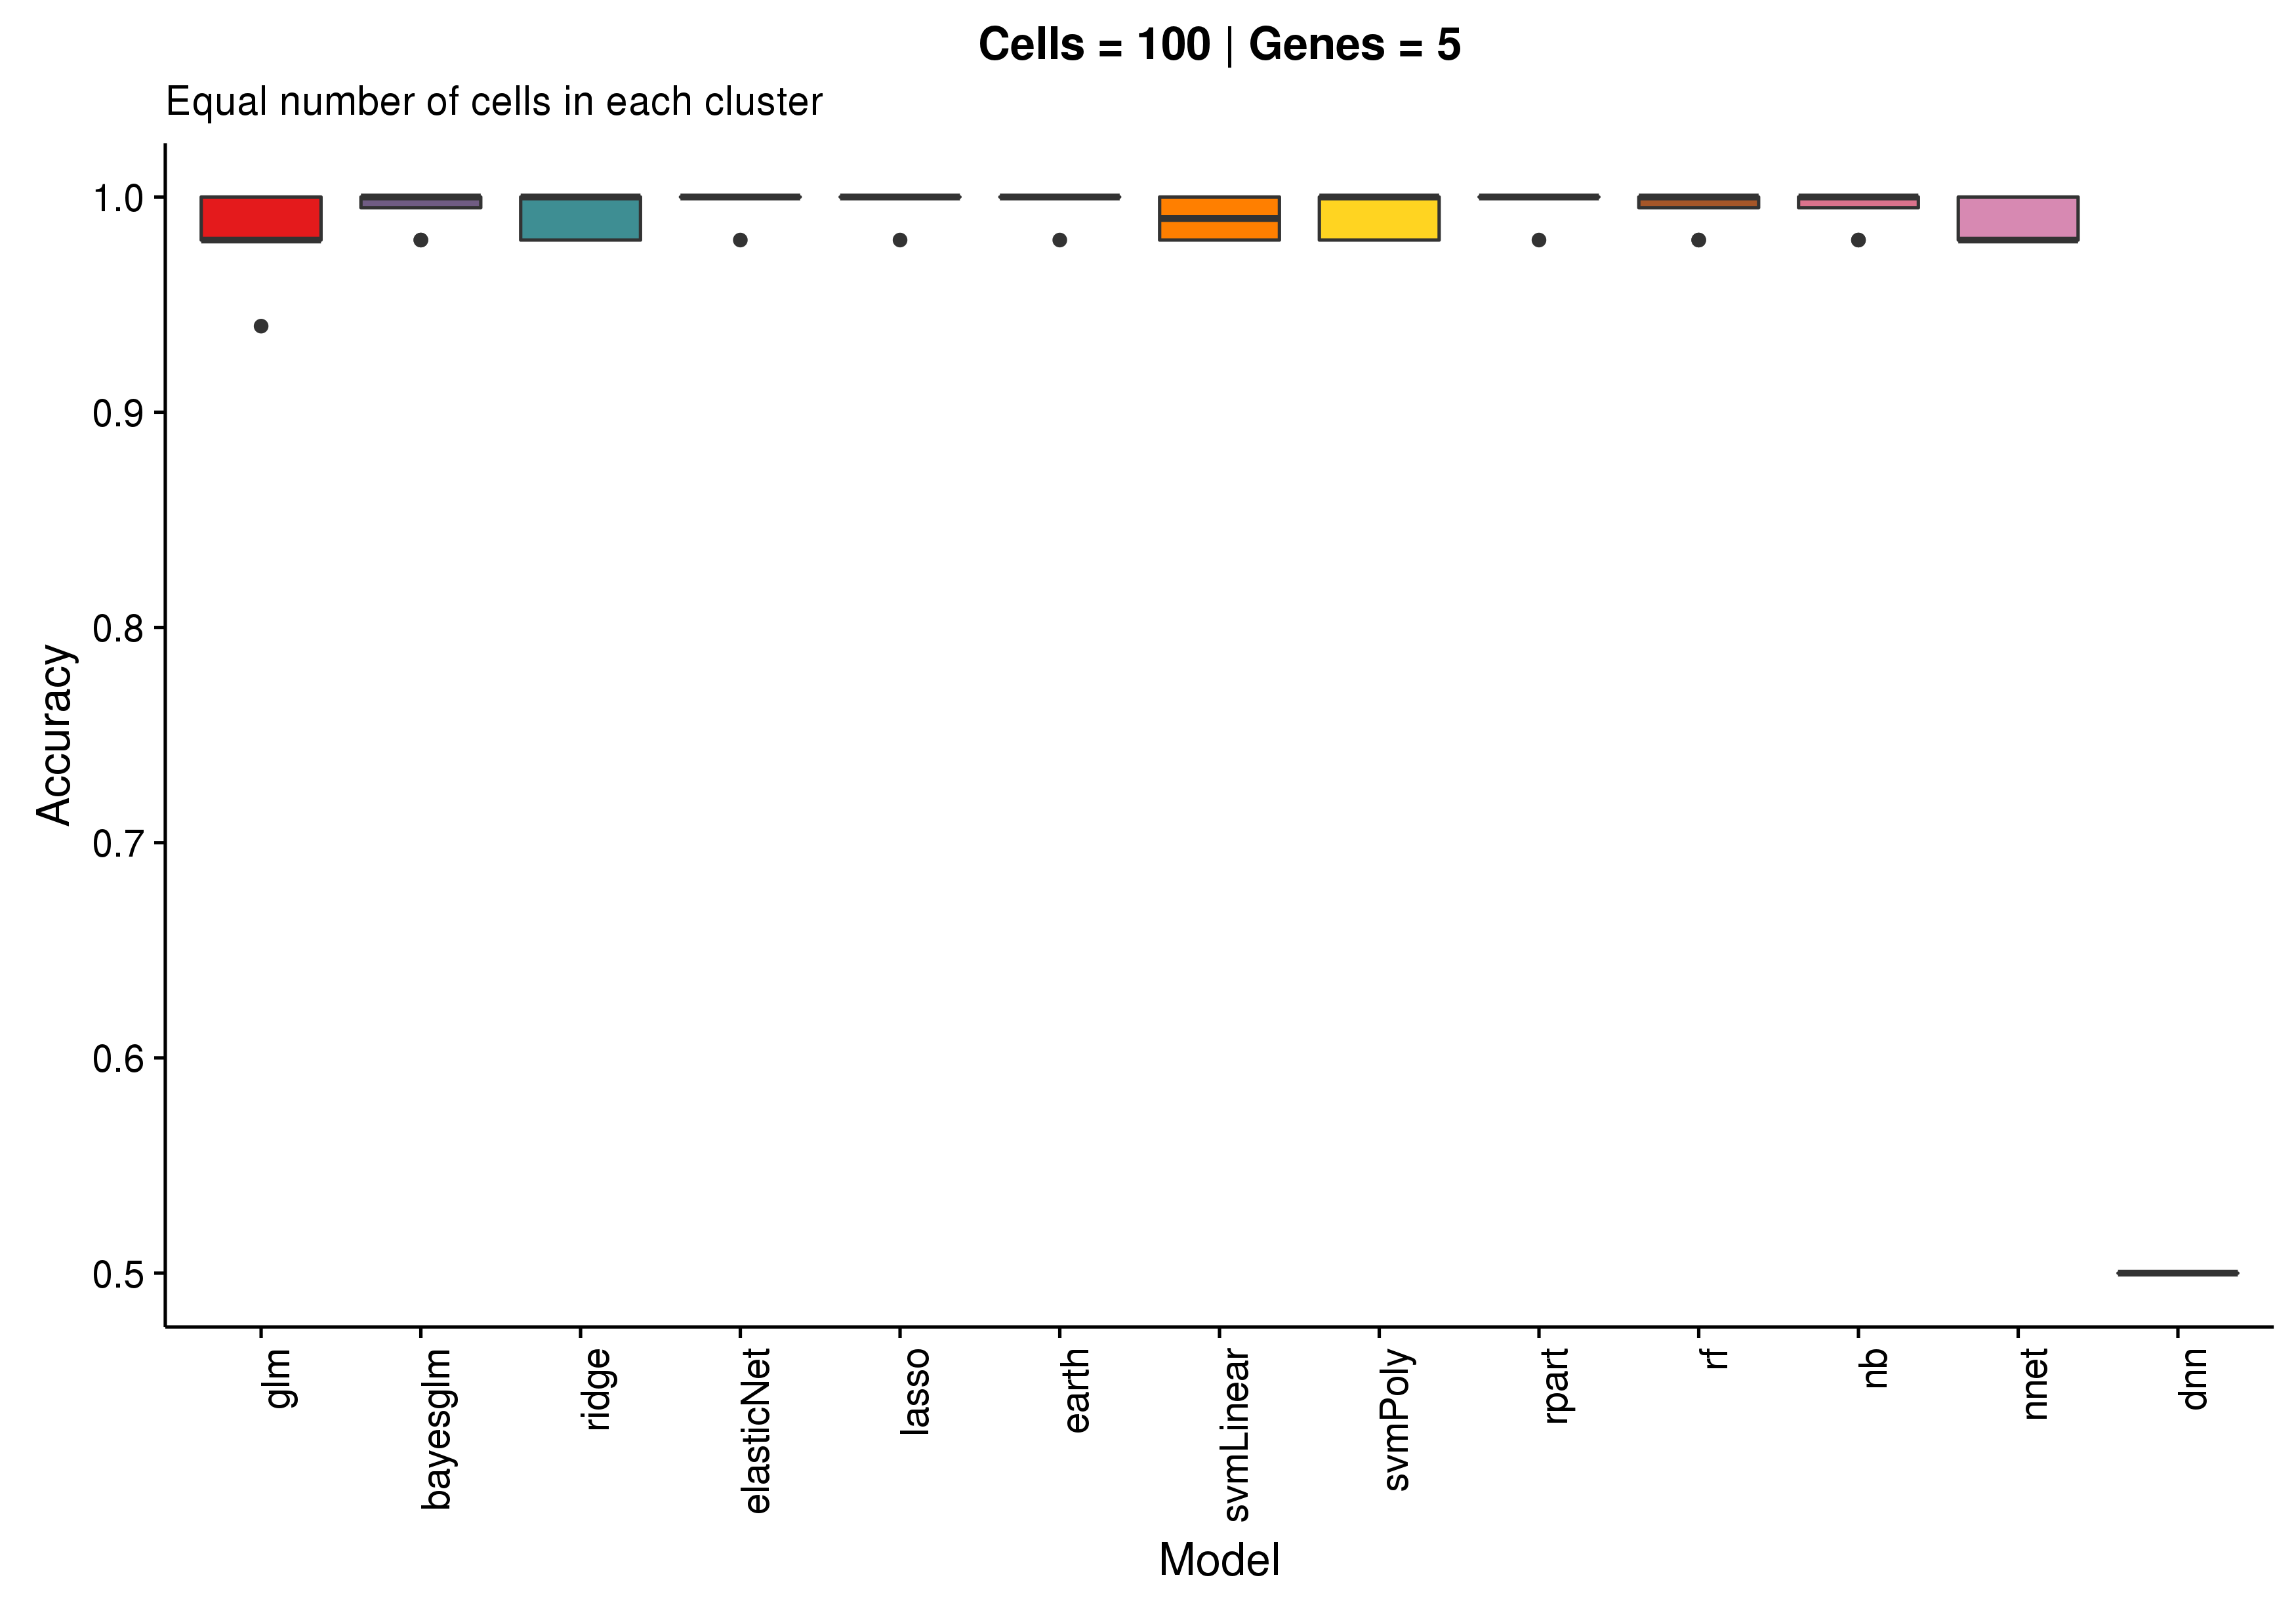 Cells = 100 | Genes = 5
Equal number of cells in each cluster
Accuracy
1.0
0.9
0.8
0.7
0.6
0.5
glm
bayesglm
ridge
elasticNet
lasso
earth
svmLinear
svmPoly
rpart
rf
nb
nnet
dnn
Model